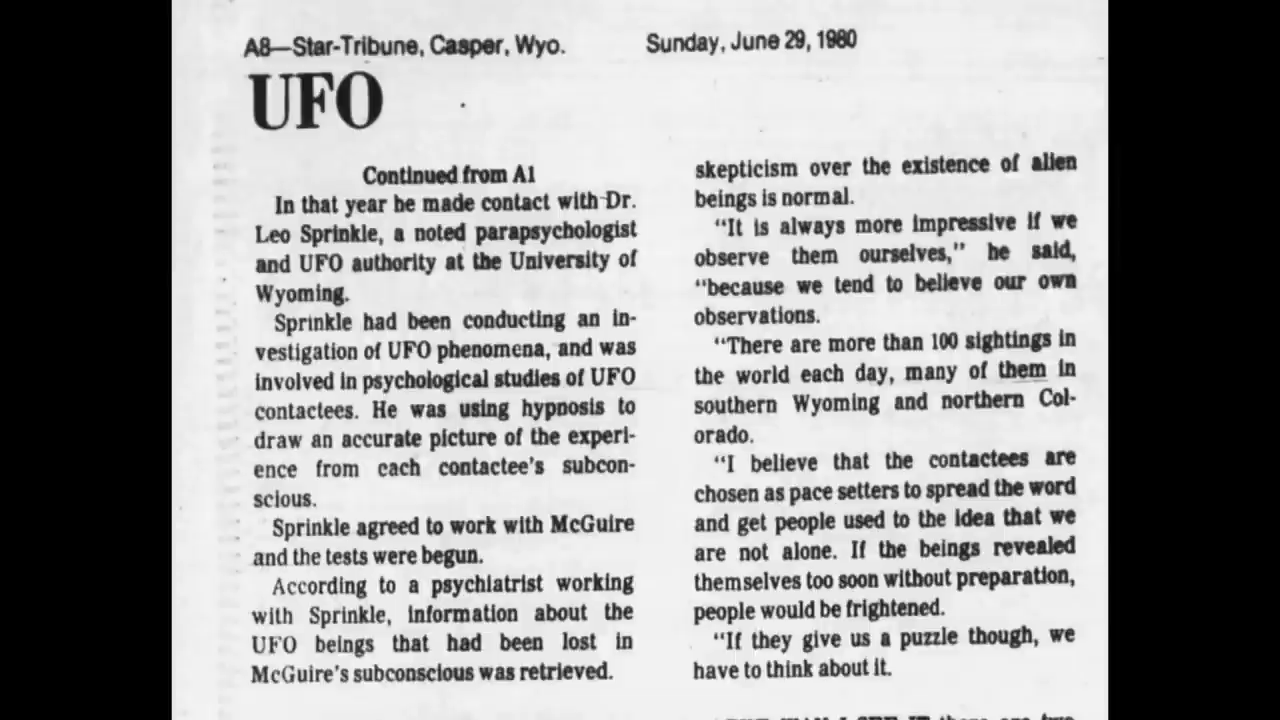 A8—Star-Tribune, Casper, Wyo.
Sunday, June 29, 1980
UFO
Continued from A1
In that year he made contact with Dr.
Leo Sprinkle, a noted parapsychologist
and UFO authority at the University of
Wyoming.
Sprinkle had been conducting an in-
vestigation of UFO phenomena, and was
involved in psychological studies of UFO
contactees. He was using hypnosis to
draw an accurate picture of the experi-
ence from each contactee's subcon-
scious.
Sprinkle agreed to work with McGuire
and the tests were begun.
According to a psychiatrist working
with Sprinkle, information about the
UFO beings that had been lost in
McGuire's subconscious was retrieved.
skepticism over the existence of alien
beings is normal.
"It is always more impressive if we
observe them ourselves," he said,
"because we tend to believe our own
observations.
"There are more than 100 sightings in
the world each day, many of them in
southern Wyoming and northern Col-
orado.
"I believe that the contactees are
chosen as pace setters to spread the word
and get people used to the idea that we
are not alone. If the beings revealed
themselves too soon without preparation,
people would be frightened.
"If they give us a puzzle though, we
have to think about it.